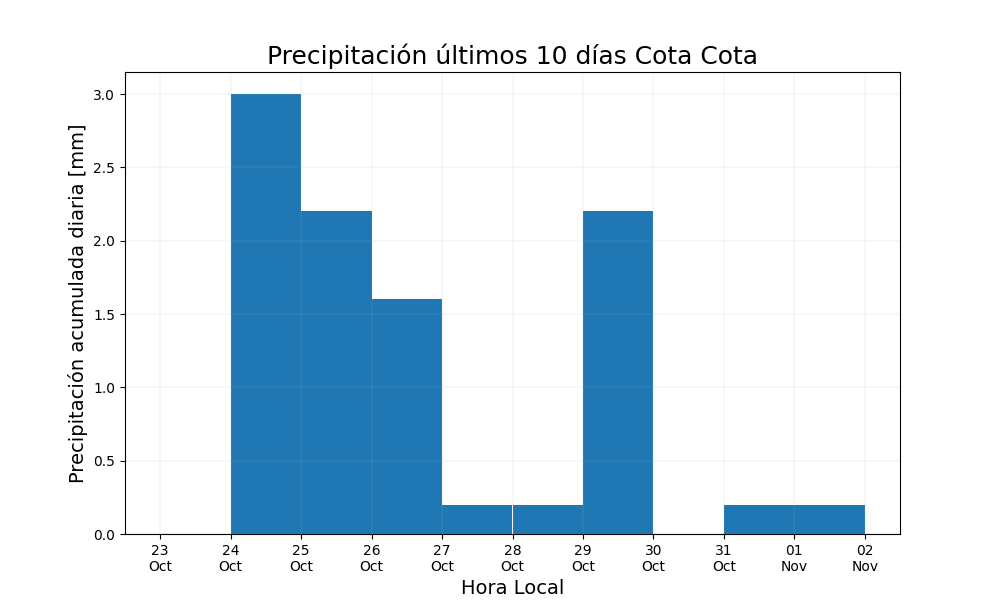 Precipitación últimos 10 días Cota Cota
Precipitación acumulada diaria [mm]
3.0
2.5
2.0
1.5
1.0
0.5
0.0
23 24 25 26 27 28 29 30 31 01 02
Oct Oct Oct Oct Oct Oct Oct Oct Oct Nov Nov
Hora Local